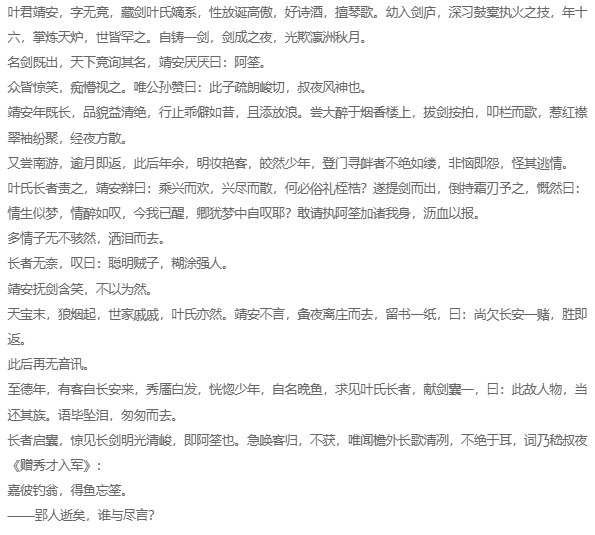 叶君靖安，字无竟，藏剑叶氏嫡系，性放诞高傲，好诗酒，擅琴歌。幼入剑庐，深习鼓橐执火之技，年十
六，掌炼天炉，世皆罕之。自铸一剑，剑成之夜，光欺瀛洲秋月。
名剑既出，天下竞询其名，靖安厌厌曰：阿筌。
众皆惊笑，痴懵视之。唯公孙赞曰：此子疏朗峻切，叔夜风神也。
靖安年既长，品貌益清绝，行止乖僻如昔，且添放浪。尝大醉于烟香楼上，拔剑按拍，叩栏而歌，惹红襟
翠袖纷聚，经夜方散。
又尝南游，逾月即返，此后年余，明妆艳客，皎然少年，登门寻衅者不绝如缕，非恼即怨，怪其逃情。
叶氏长者责之，靖安辩曰：乘兴而欢，兴尽而散，何必俗礼桎梏？遂提剑而出，倒持霜刃予之，慨然曰：
情生似梦，情醉如叹，今我已醒，卿犹梦中自叹耶？敢请执阿筌加诸我身，沥血以报。
多情子无不骇然，洒泪而去。
长者无奈，叹曰：聪明贼子，糊涂强人。
靖安抚剑含笑，不以为然。
天宝末，狼烟起，世家戚戚，叶氏亦然。靖安不言，备夜离庄而去，留书一纸，曰：尚欠长安一赌，胜即
返。
此后再无音讯。
至德年，有客自长安来，秀靥白发，恍惚少年，自名晚鱼，求见叶氏长者，献剑囊一，曰：此故人物，当
还其族。语毕坠泪，匆匆而去。
长者启囊，惊见长剑明光清峻，即阿筌也。急唤客归，不获，唯闻檐外长歌清冽，不绝于耳，词乃嵇叔夜
《赠秀才入军》：
嘉彼钓翁，得鱼忘筌。
——郢人逝矣，谁与尽言？